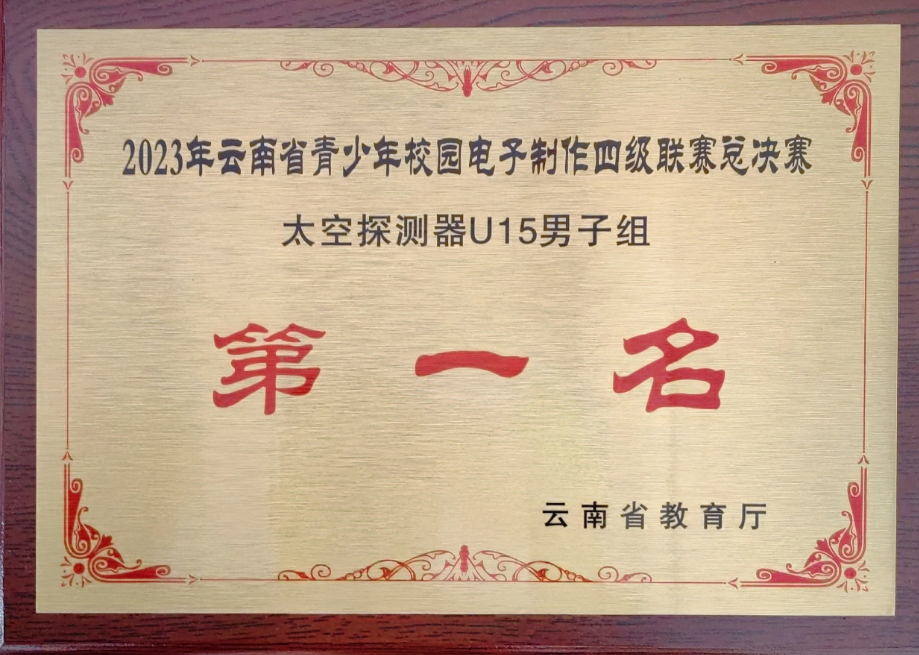 2023年云南省青少年校园电子制作四级联赛总决赛
太空探测器U15男子组
第一名
云南省教育厅